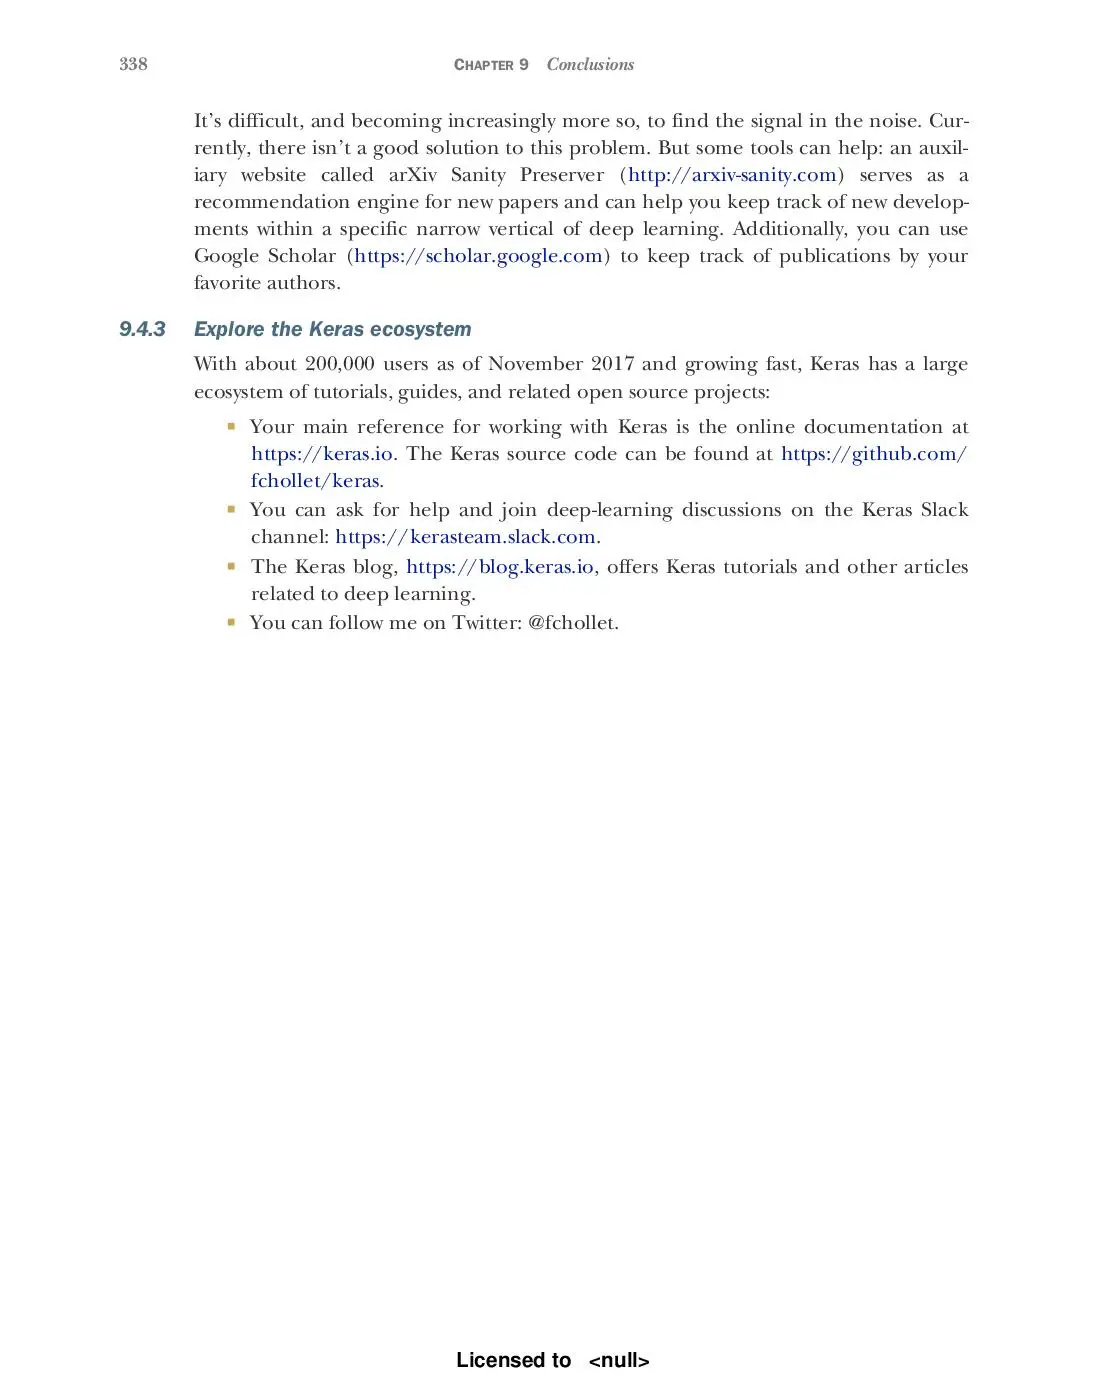 338 CHAPTER 9 Conclusions
It's difficult, and becoming increasingly more so, to find the signal in the noise. Cur-
rently, there isn't a good solution to this problem. But some tools can help: an auxil-
iary website called arXiv Sanity Preserver (http://arxiv-sanity.com) serves as a
recommendation engine for new papers and can help you keep track of new develop-
ments within a specific narrow vertical of deep learning. Additionally, you can use
Google Scholar (https://scholar.google.com) to keep track of publications by your
favorite authors.
9.4.3 Explore the Keras ecosystem
With about 200,000 users as of November 2017 and growing fast, Keras has a large
ecosystem of tutorials, guides, and related open source projects:
▪ Your main reference for working with Keras is the online documentation at
https://keras.io. The Keras source code can be found at https://github.com/
fchollet/keras.
▪ You can ask for help and join deep-learning discussions on the Keras Slack
channel: https://kerasteam.slack.com.
▪ The Keras blog, https://blog.keras.io, offers Keras tutorials and other articles
related to deep learning.
▪ You can follow me on Twitter: @fchollet.
Licensed to <null>